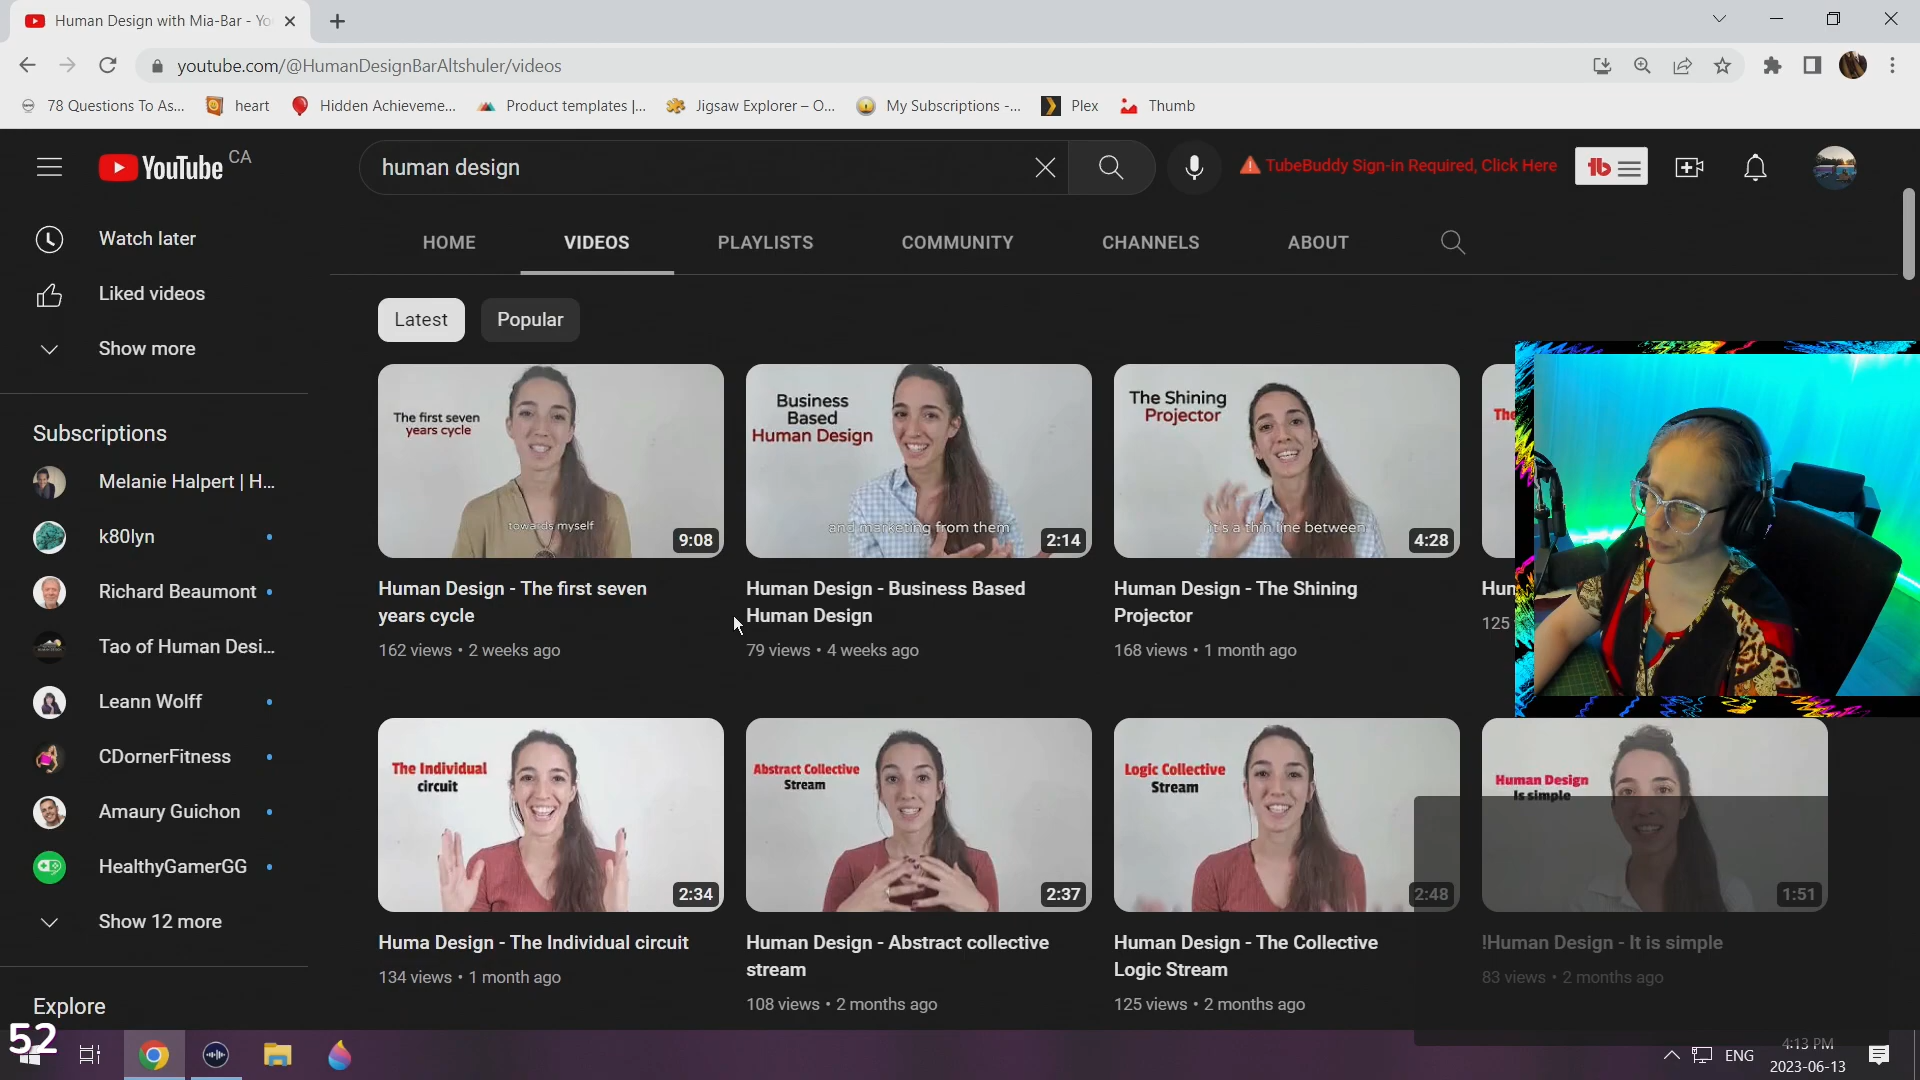 Human Design with Mia-Bar - Yo
youtube.com/@HumanDesignBarAltshuler/videos
78 Questions To As...
heart
Hidden Achieveme...
Product templates |...
Jigsaw Explorer – O...
My Subscriptions -...
Plex
Thumb
YouTube CA
human design
TubeBuddy Sign-in Required, Click Here
tb
Watch later
Liked videos
Show more
Subscriptions
Melanie Halpert | H...
k80lyn
Richard Beaumont
Tao of Human Desi...
Leann Wolff
CDornerFitness
Amaury Guichon
HealthyGamerGG
Show 12 more
Explore
HOME
VIDEOS
PLAYLISTS
COMMUNITY
CHANNELS
ABOUT
Latest
Popular
The first seven
years cycle
towards myself
9:08
Human Design - The first seven
years cycle
162 views • 2 weeks ago
Business
Based
Human Design
and marketing from them
2:14
Human Design - Business Based
Human Design
79 views • 4 weeks ago
The Shining
Projector
it's a thin line between
4:28
Human Design - The Shining
Projector
168 views • 1 month ago
The
Hun
125
The Individual
circuit
2:34
Huma Design - The Individual circuit
134 views • 1 month ago
Abstract Collective
Stream
2:37
Human Design - Abstract collective
stream
108 views • 2 months ago
Logic Collective
Stream
2:48
Human Design - The Collective
Logic Stream
125 views • 2 months ago
Human Design
Is simple
1:51
!Human Design - It is simple
83 views • 2 months ago
52
ENG
4:13 PM
2023-06-13